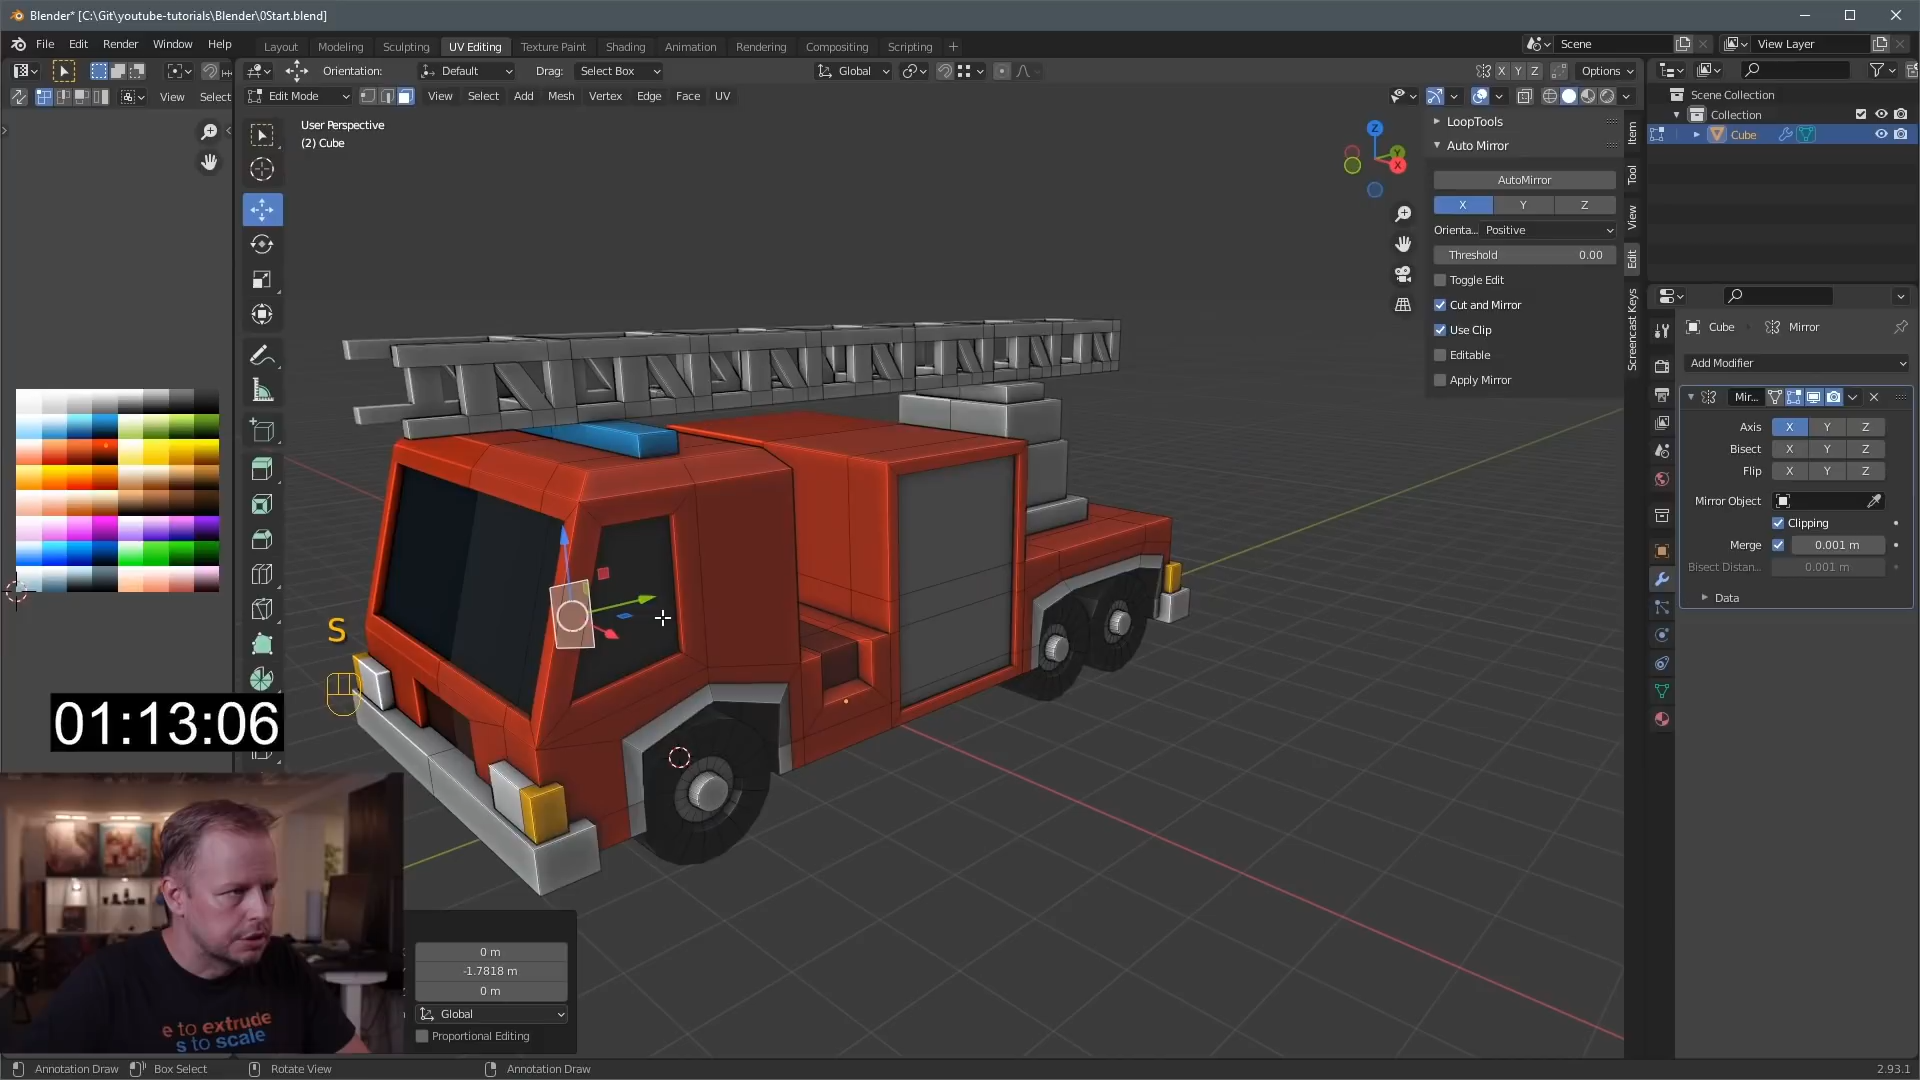 Blender* [C:\Git\youtube-tutorials\Blender\0Start.blend]
File Edit Render Window Help
Layout Modeling Sculpting UV Editing Texture Paint Shading Animation Rendering Compositing Scripting +
Scene
View Layer
Orientation: Default Drag: Select Box
Global
X Y Z Options
View Select
Edit Mode View Select Add Mesh Vertex Edge Face UV
User Perspective
(2) Cube
Z
Y
X
LoopTools
Auto Mirror
AutoMirror
X Y Z
Orienta... Positive
Threshold 0.00
Toggle Edit
Cut and Mirror
Use Clip
Editable
Apply Mirror
Item
Tool
View
Edit
Screencast Keys
Scene Collection
Collection
Cube
Cube Mirror
Add Modifier
Mir...
Axis X Y Z
Bisect X Y Z
Flip X Y Z
Mirror Object
Clipping
Merge 0.001 m
Bisect Distan... 0.001 m
Data
S
01:13:06
e to extrude
s to scale
0 m
-1.7818 m
0 m
Global
Proportional Editing
Annotation Draw Box Select Rotate View Annotation Draw
2.93.1